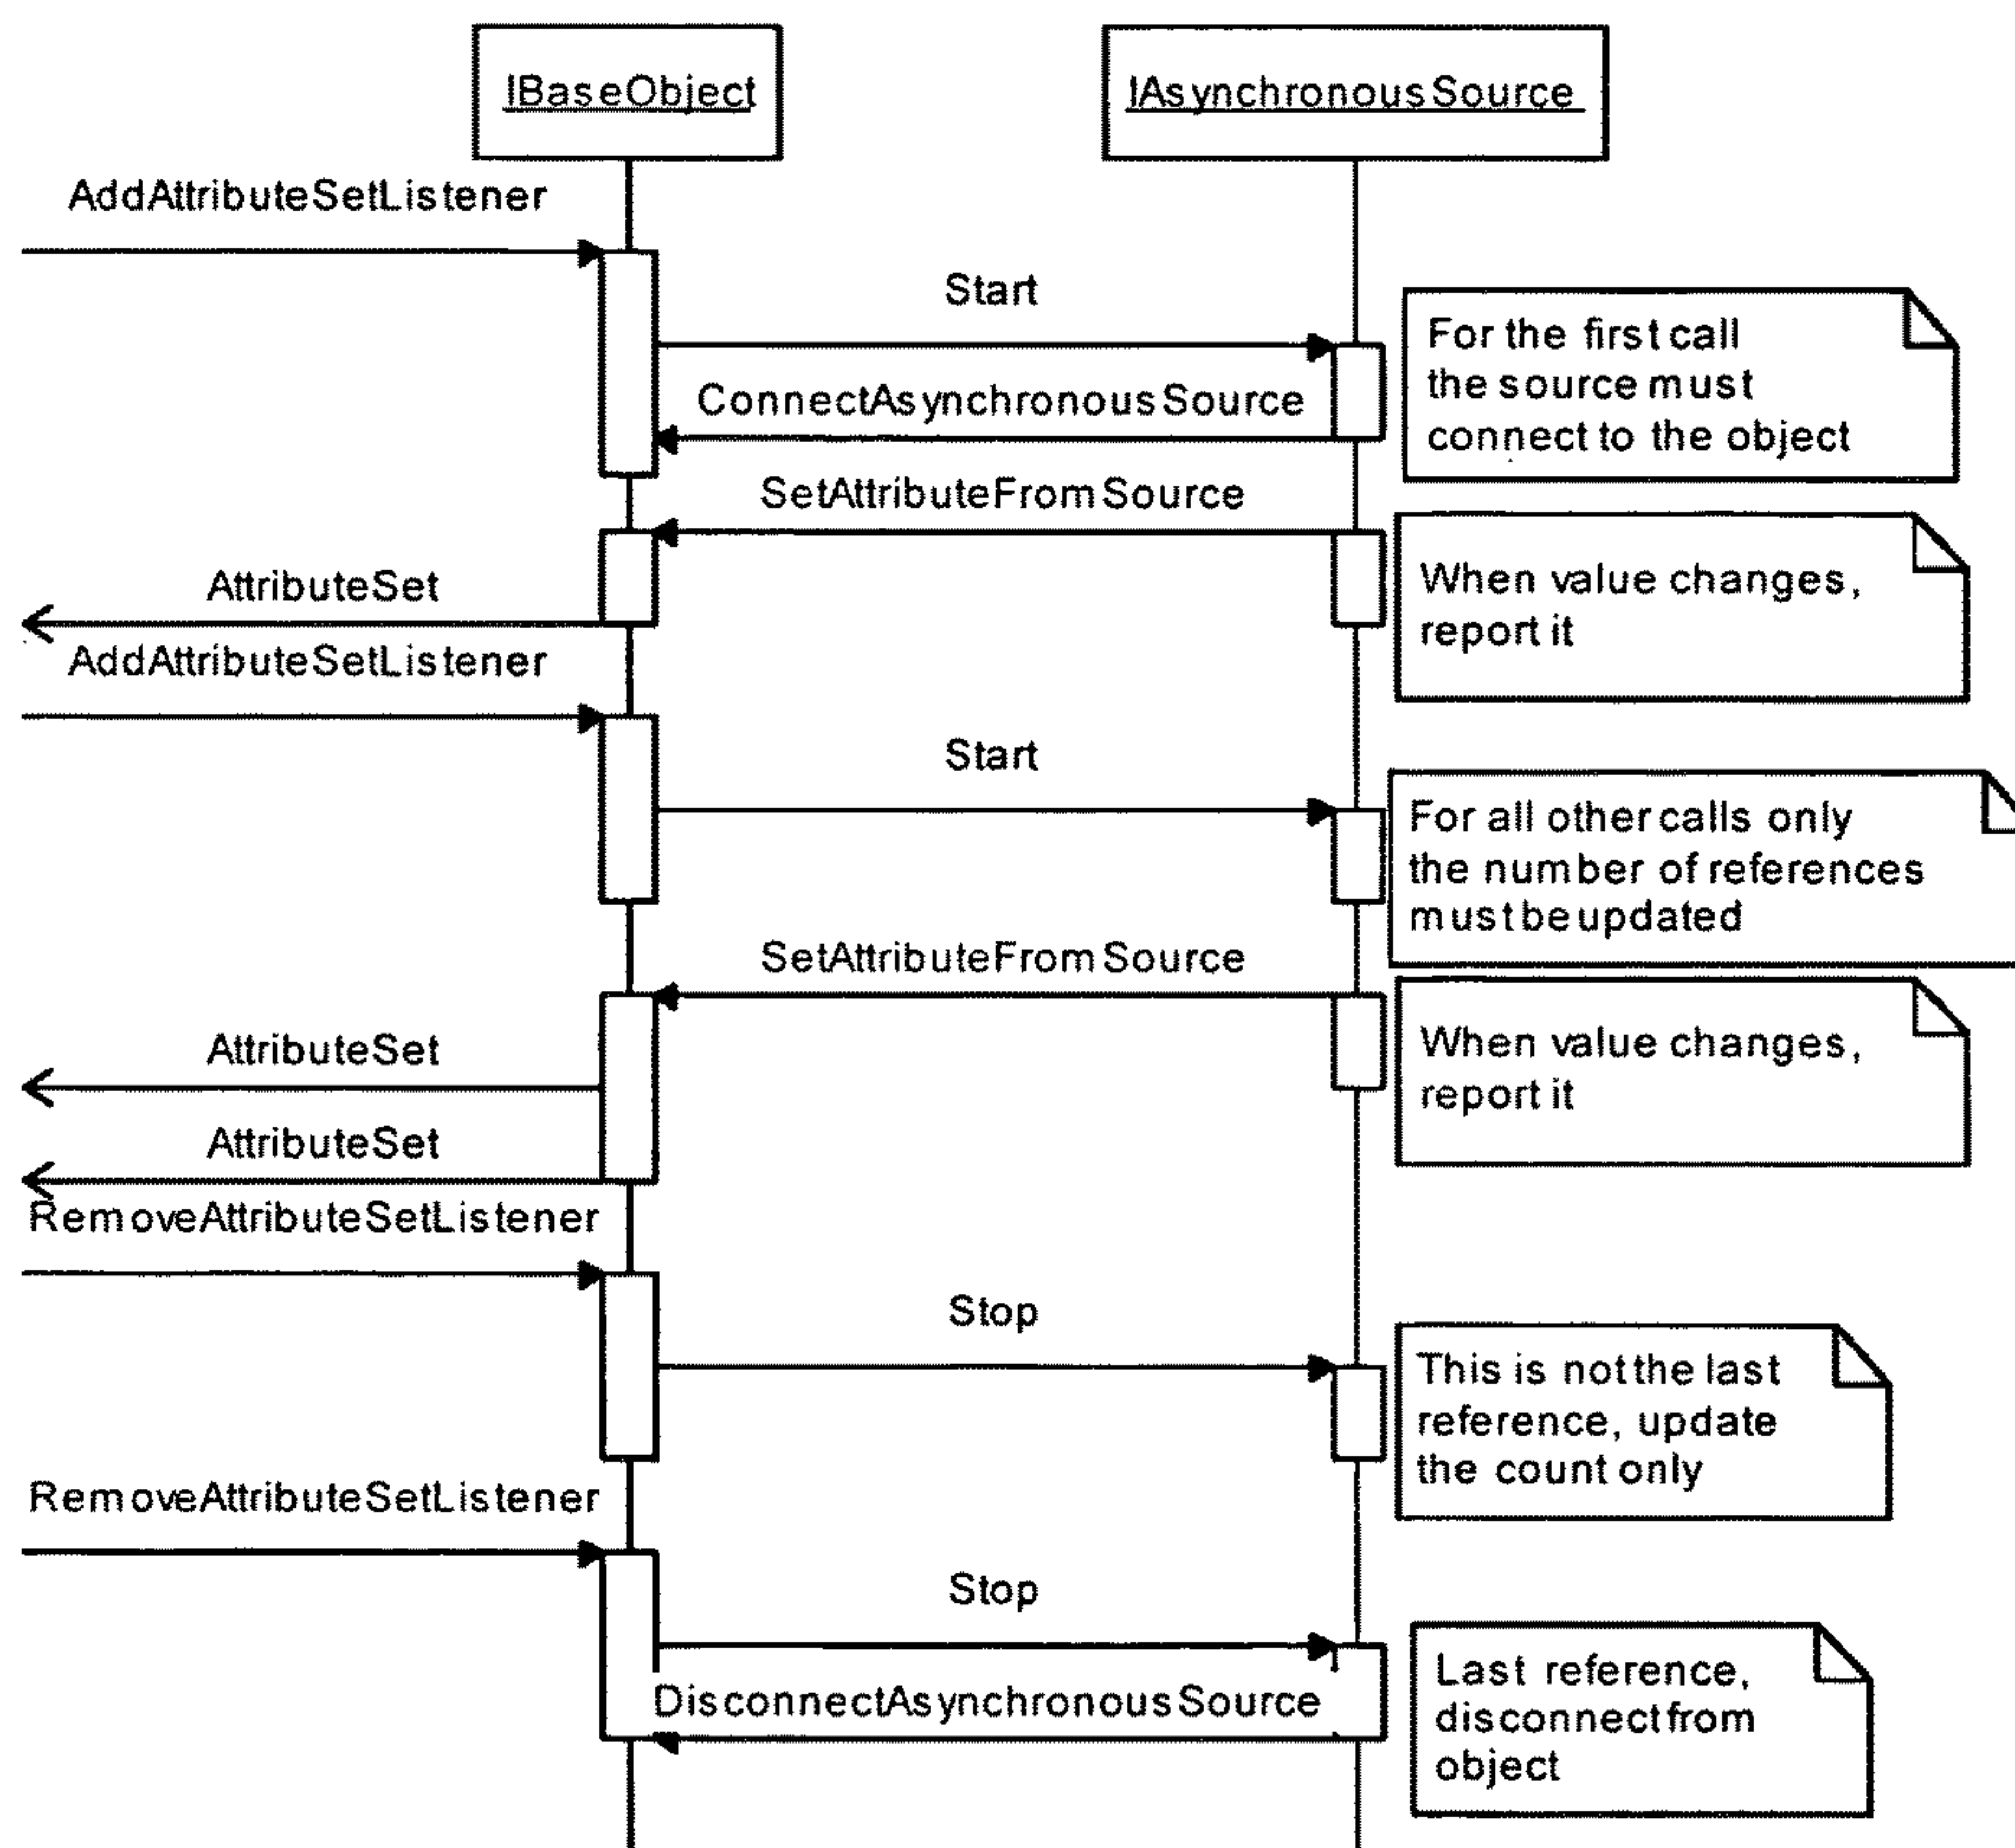 IBaseObject
IAsynchronousSource
AddAttributeSetListener
Start
For the first call
the source must
connect to the object
ConnectAsynchronousSource
SetAttributeFromSource
When value changes,
report it
AttributeSet
AddAttributeSetListener
Start
For all other calls only
the number of references
must be updated
SetAttributeFromSource
When value changes,
report it
AttributeSet
AttributeSet
RemoveAttributeSetListener
Stop
This is not the last
reference, update
the count only
RemoveAttributeSetListener
Stop
Last reference,
disconnect from
object
DisconnectAsynchronousSource